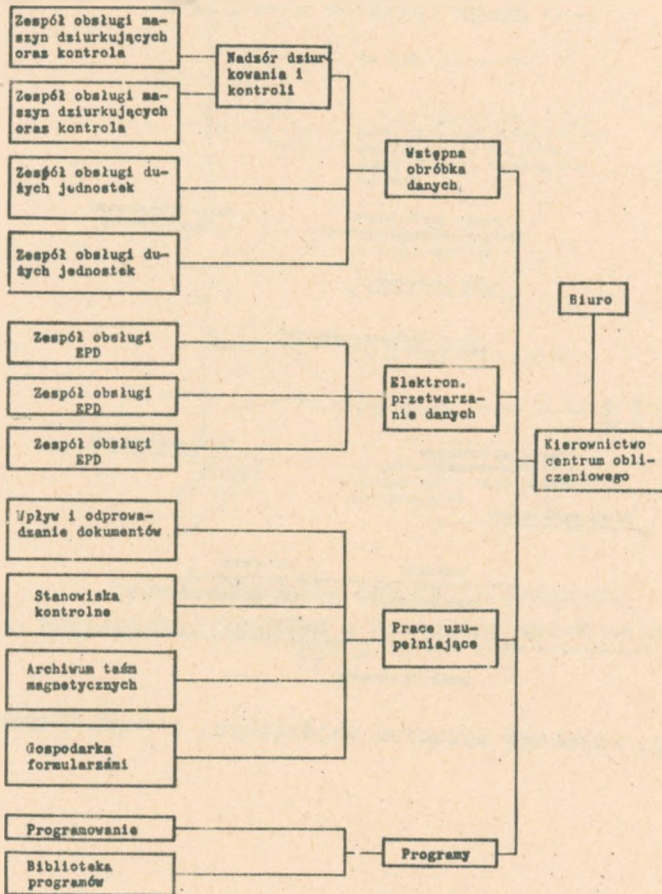 Zespół obsługi ma-
szyn dziurkujących
oraz kontrola
Nadzór dziur
kowania i
kontroli
Zespół obsługi ma-
szyn dziurkujących
oraz kontrola
Wstępna
obróbka
danych
Zespół obsługi du-
żych jednostek
Zespół obsługi du-
żych jednostek
Biuro
Zespół obsługi
EPD
Zespół obsługi
EPD
Elektron.
przetwarza-
nie danych
Zespół obsługi
EPD
Kierownictwo
centrum obli-
czeniowego
Wpływ i odprowa-
dzanie dokumentów
Stanowiska
kontrolne
Prace uzu-
pełniające
Archiwum taśm
magnetycznych
Gospodarka
formularzámi
Programowanie
Programy
Biblioteka
programów